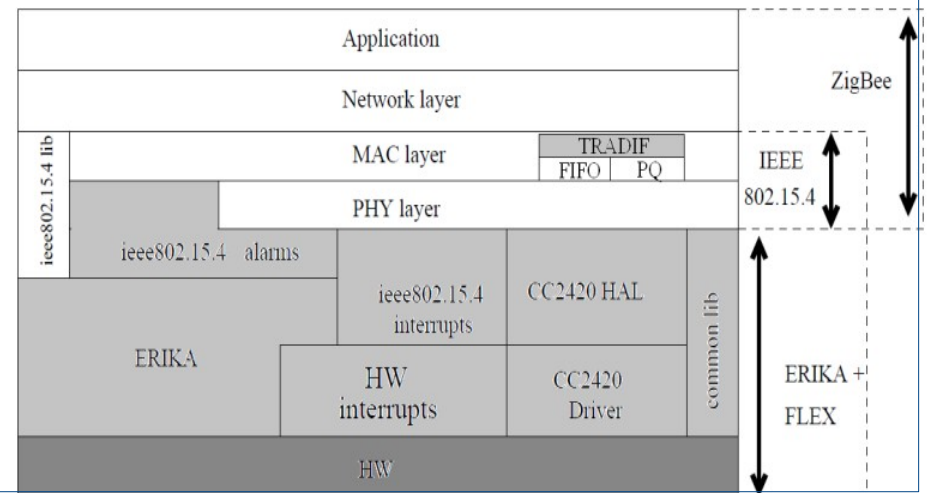 Application
ZigBee
Network layer
ieee802.15.4 lib
MAC layer
TRADIF
FIFO
PQ
IEEE
802.15.4
PHY layer
ieee802.15.4 alarms
ieee802.15.4
interrupts
CC2420 HAL
common lib
ERIKA
HW
interrupts
CC2420
Driver
ERIKA +
FLEX
HW